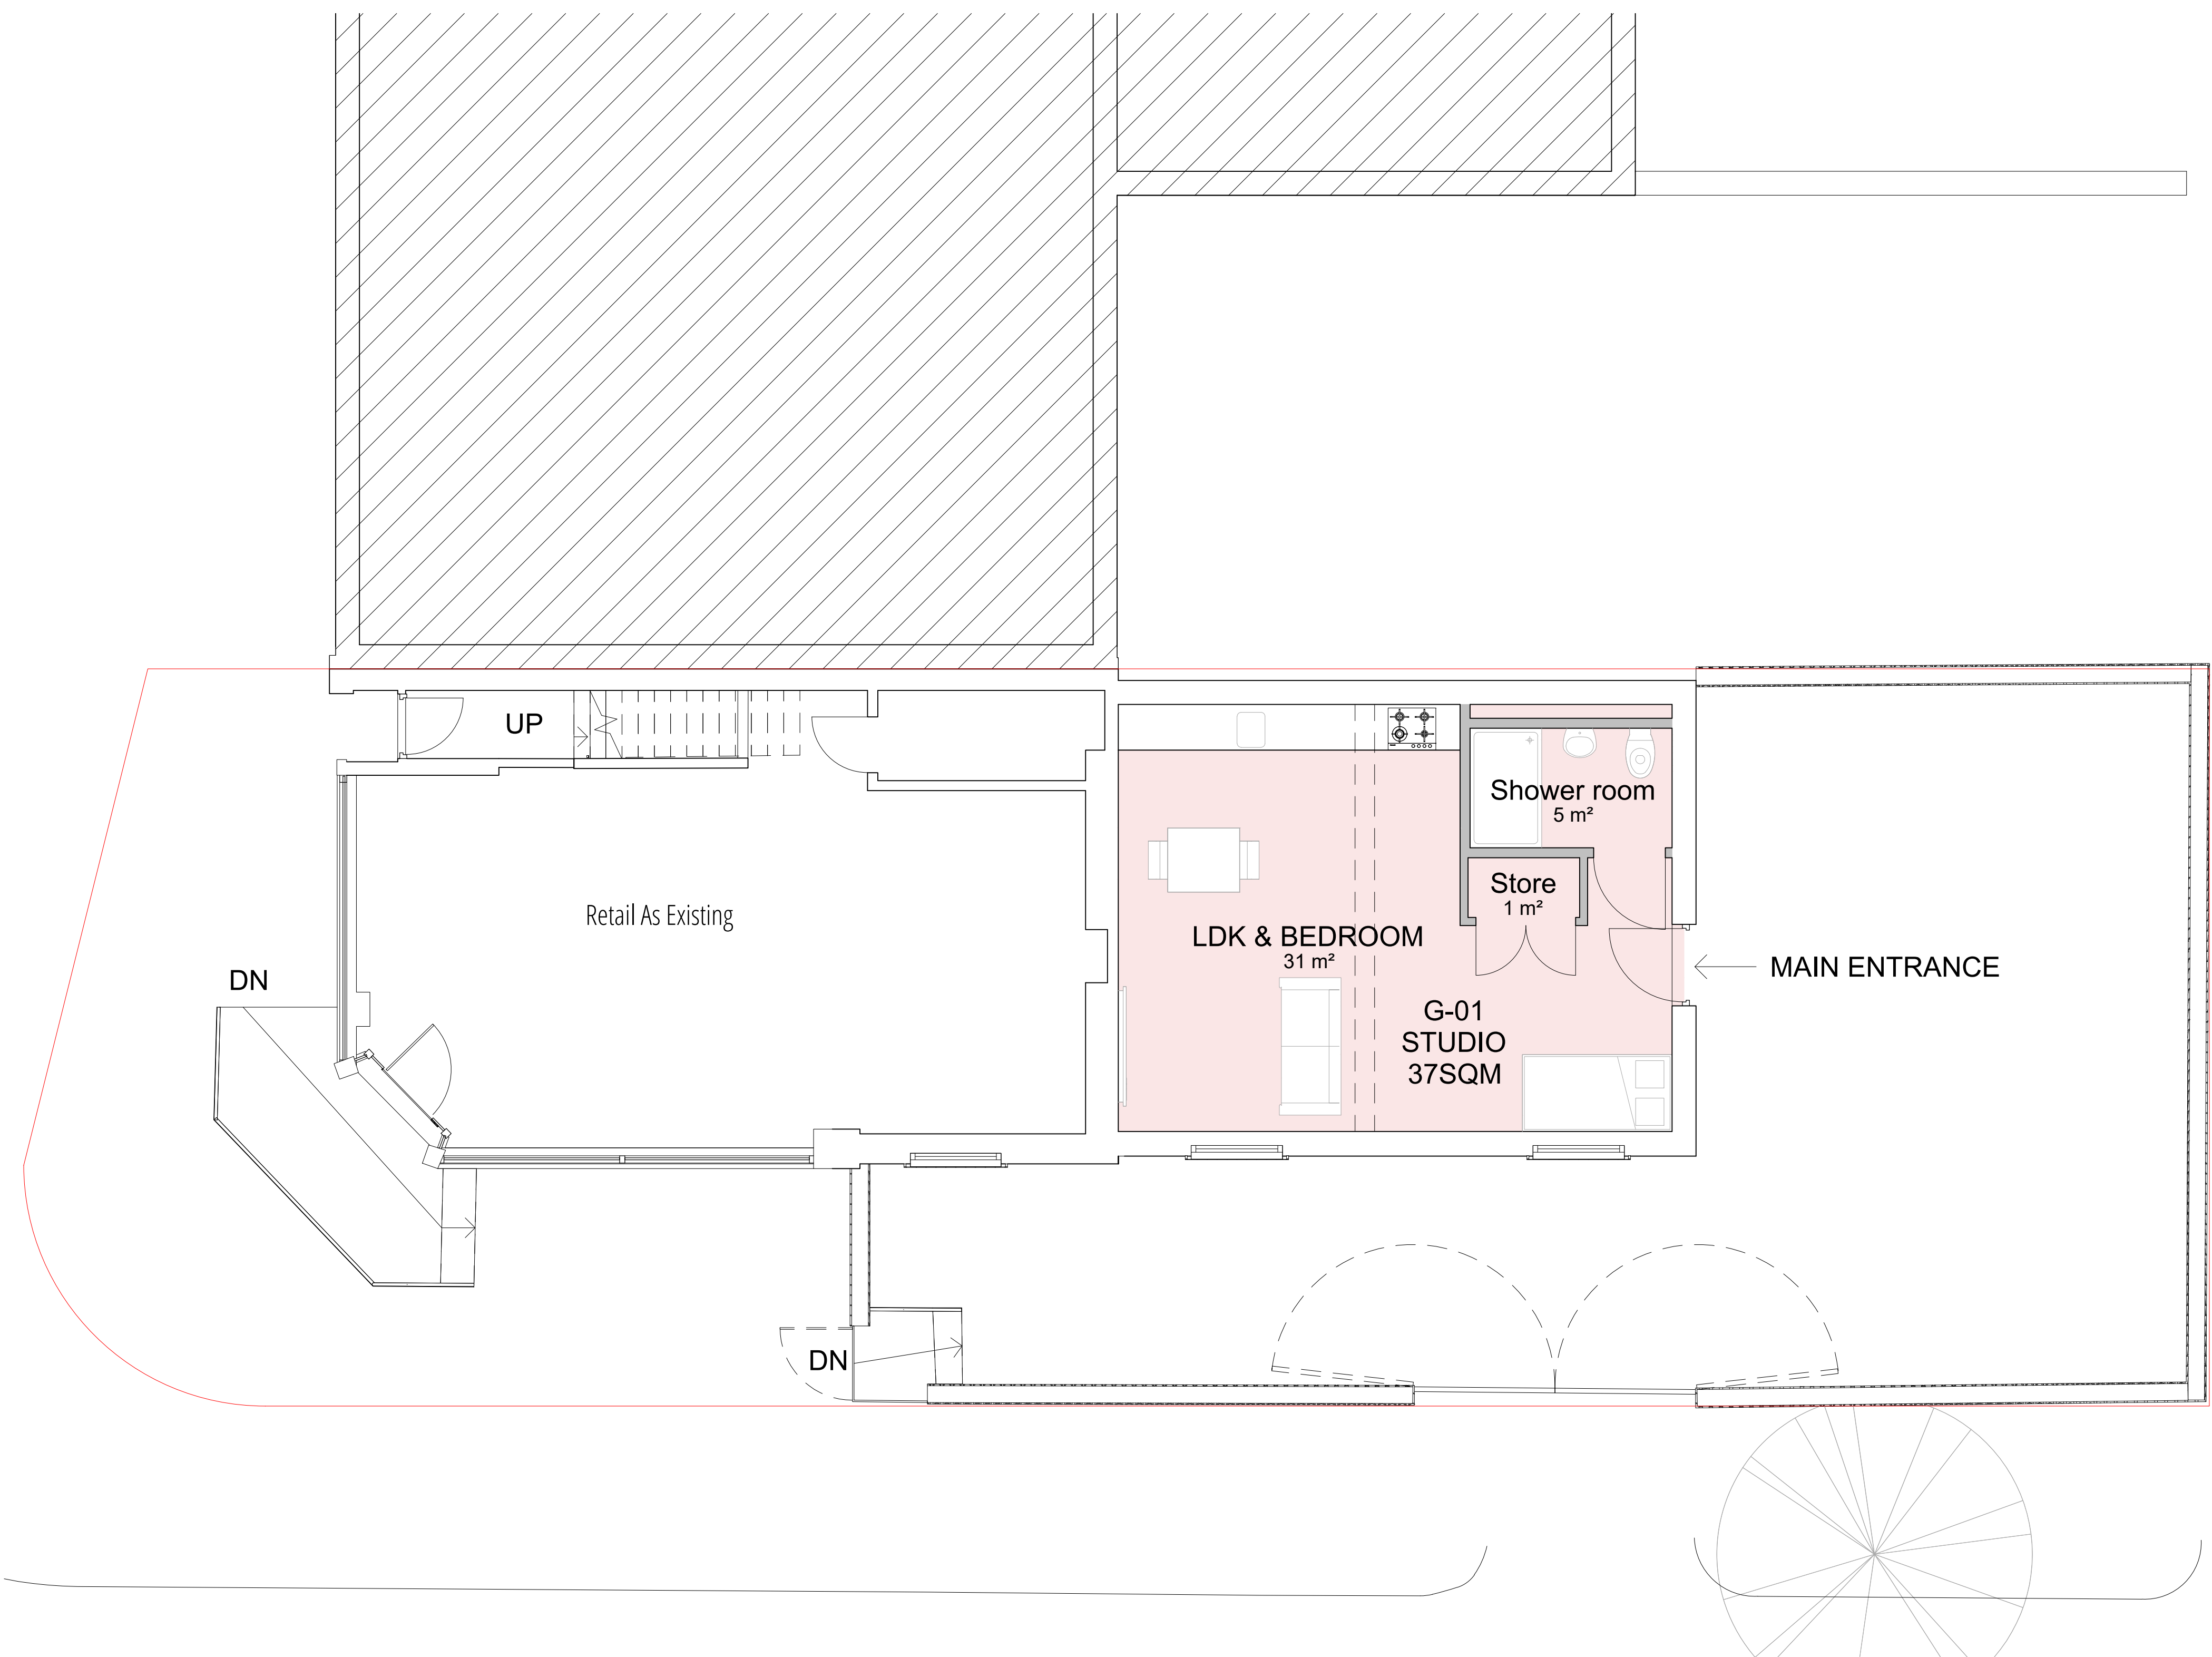 UP
Shower room
5 m²
Store
1 m²
Retail As Existing
LDK & BEDROOM
31 m²
MAIN ENTRANCE
DN
G-01
STUDIO
37SQM
DN